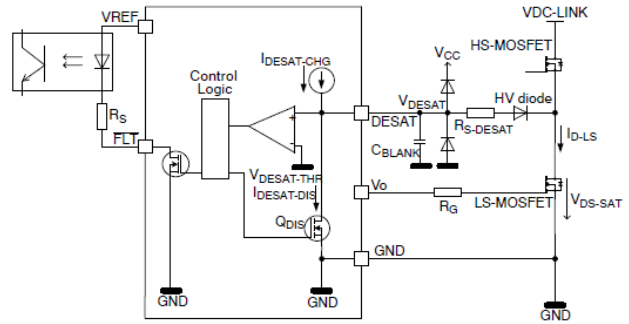 VREF
VDC-LINK
HS-MOSFET
IDESAT-CHG
VCC
Control
Logic
HV diode
VDESAT
DESAT
RS-DESAT
ID-LS
RS
FLT
+
-
CBLANK
VDESAT-THR
IDESAT-DIS
Vo
RG
LS-MOSFET
VDS-SAT
QDIS
GND
GND
GND
GND